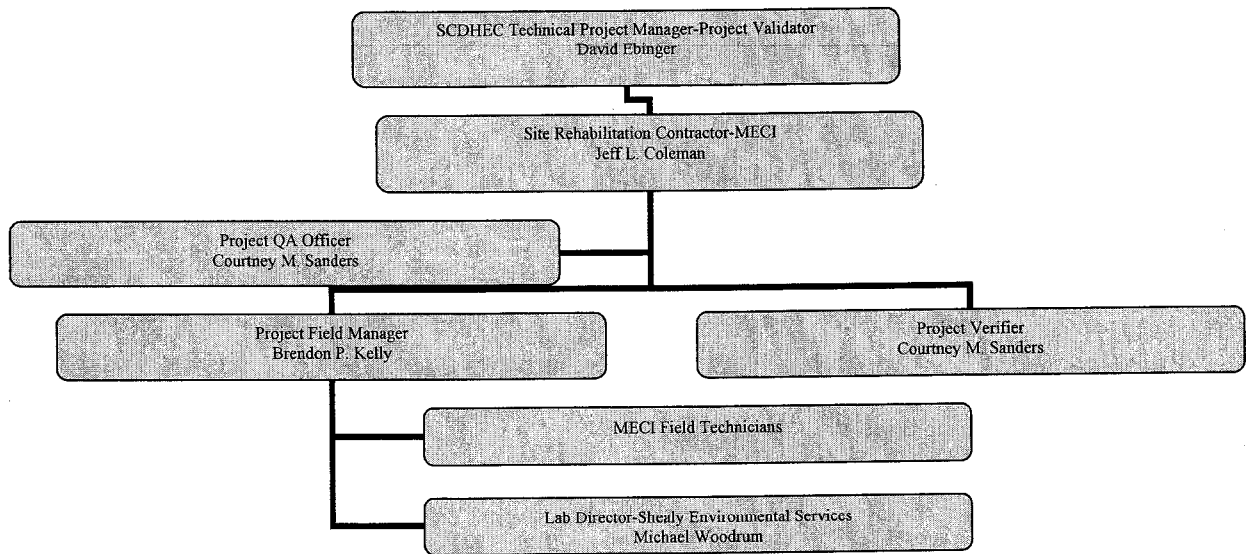 SCDHEC Technical Project Manager-Project Validator
David Ebinger
Site Rehabilitation Contractor-MECI
Jeff L. Coleman
Project QA Officer
Courtney M. Sanders
Project Field Manager
Brendon P. Kelly
Project Verifier
Courtney M. Sanders
MECI Field Technicians
Lab Director-Shealy Environmental Services
Michael Woodrum